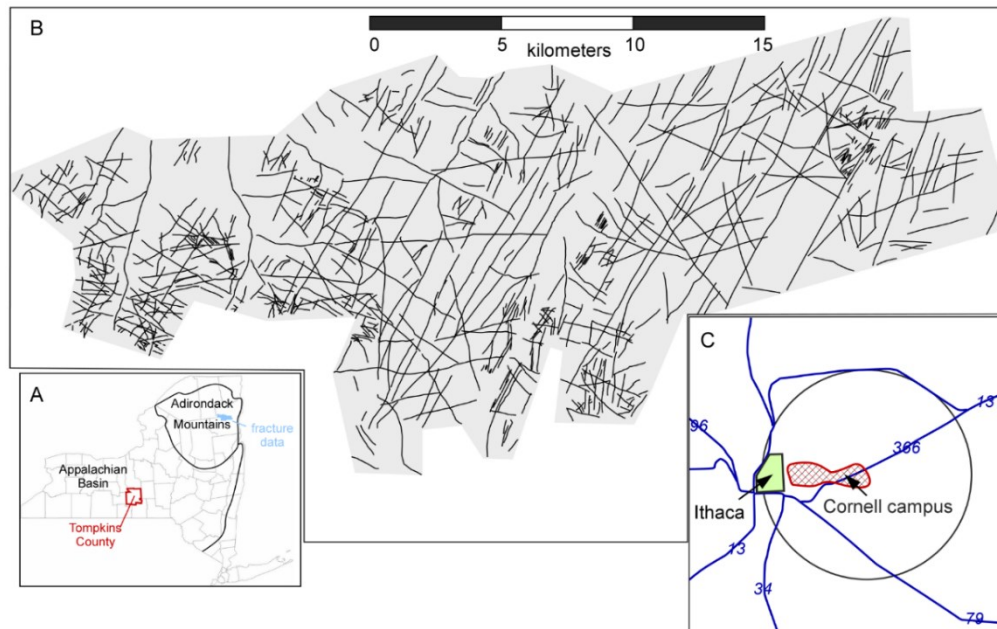 B
0 5 10 15
kilometers
A
Adirondack
Mountains
fracture
data
Appalachian
Basin
Tompkins
County
C
96
13
366
Ithaca
Cornell campus
13
34
79